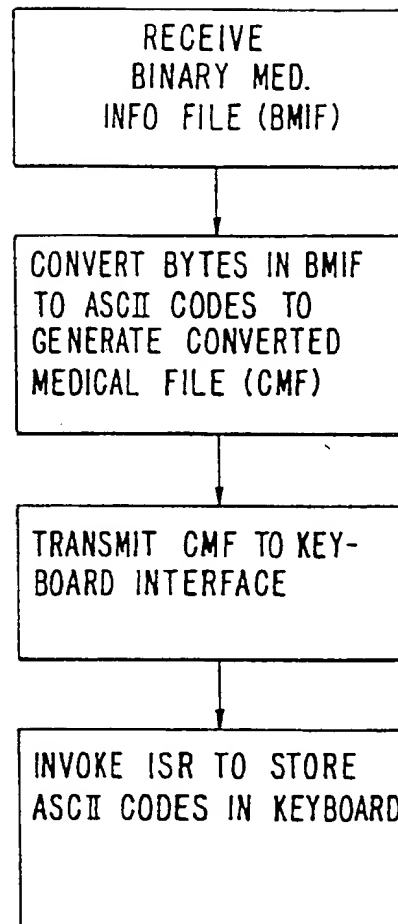 RECEIVE
BINARY MED.
INFO FILE (BMIF)
CONVERT BYTES IN BMIF
TO ASCII CODES TO
GENERATE CONVERTED
MEDICAL FILE (CMF)
TRANSMIT CMF TO KEY-
BOARD INTERFACE
INVOKE ISR TO STORE
ASCII CODES IN KEYBOARD